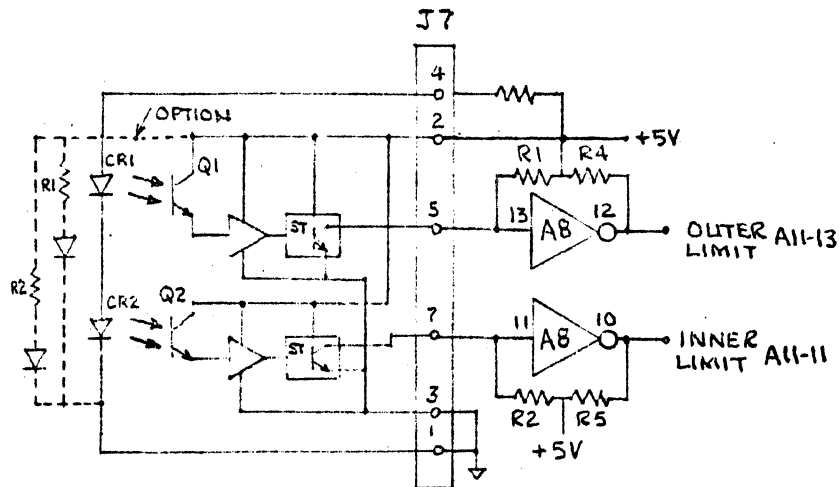 J7
4
OPTION
2
+5V
CR1
Q1
R1
R1
R4
5
13
A8
12
OUTER
LIMIT A11-13
ST
R2
CR2
Q2
7
11
A8
10
INNER
LIMIT A11-11
ST
3
R2
R5
1
+5V